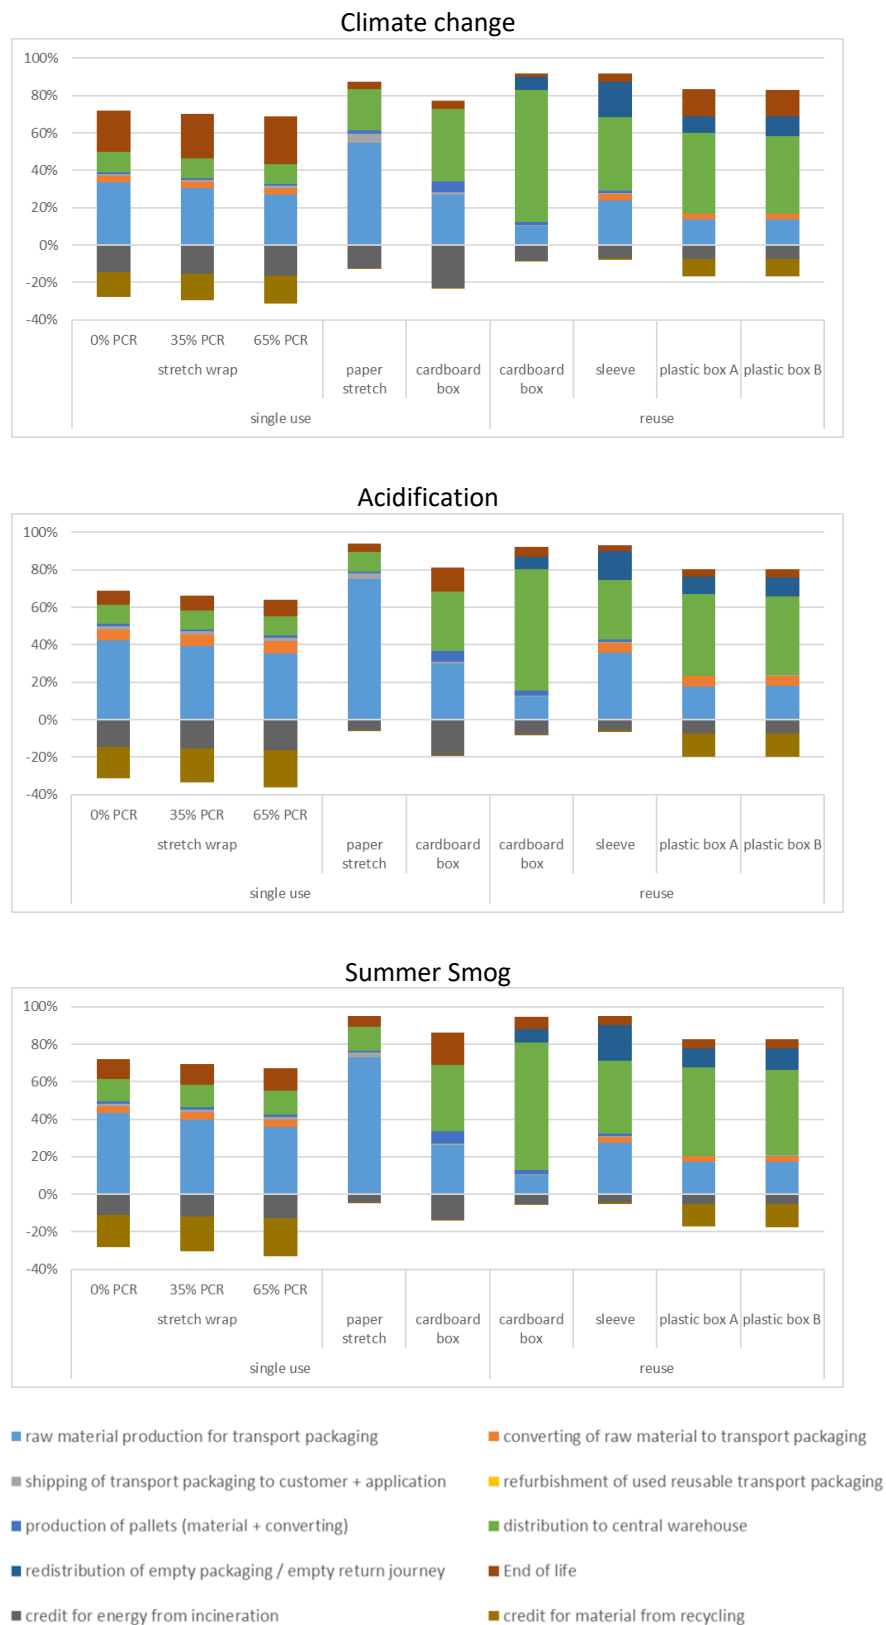 Climate change
100%
80%
60%
40%
20%
0%
-20%
-40%
0% PCR 35% PCR 65% PCR
stretch wrap
paper stretch
cardboard box
cardboard box
sleeve
plastic box A
plastic box B
single use
reuse
Acidification
100%
80%
60%
40%
20%
0%
-20%
-40%
0% PCR 35% PCR 65% PCR
stretch wrap
paper stretch
cardboard box
cardboard box
sleeve
plastic box A
plastic box B
single use
reuse
Summer Smog
100%
80%
60%
40%
20%
0%
-20%
-40%
0% PCR 35% PCR 65% PCR
stretch wrap
paper stretch
cardboard box
cardboard box
sleeve
plastic box A
plastic box B
single use
reuse
raw material production for transport packaging
converting of raw material to transport packaging
shipping of transport packaging to customer + application
refurbishment of used reusable transport packaging
production of pallets (material + converting)
distribution to central warehouse
redistribution of empty packaging / empty return journey
End of life
credit for energy from incineration
credit for material from recycling